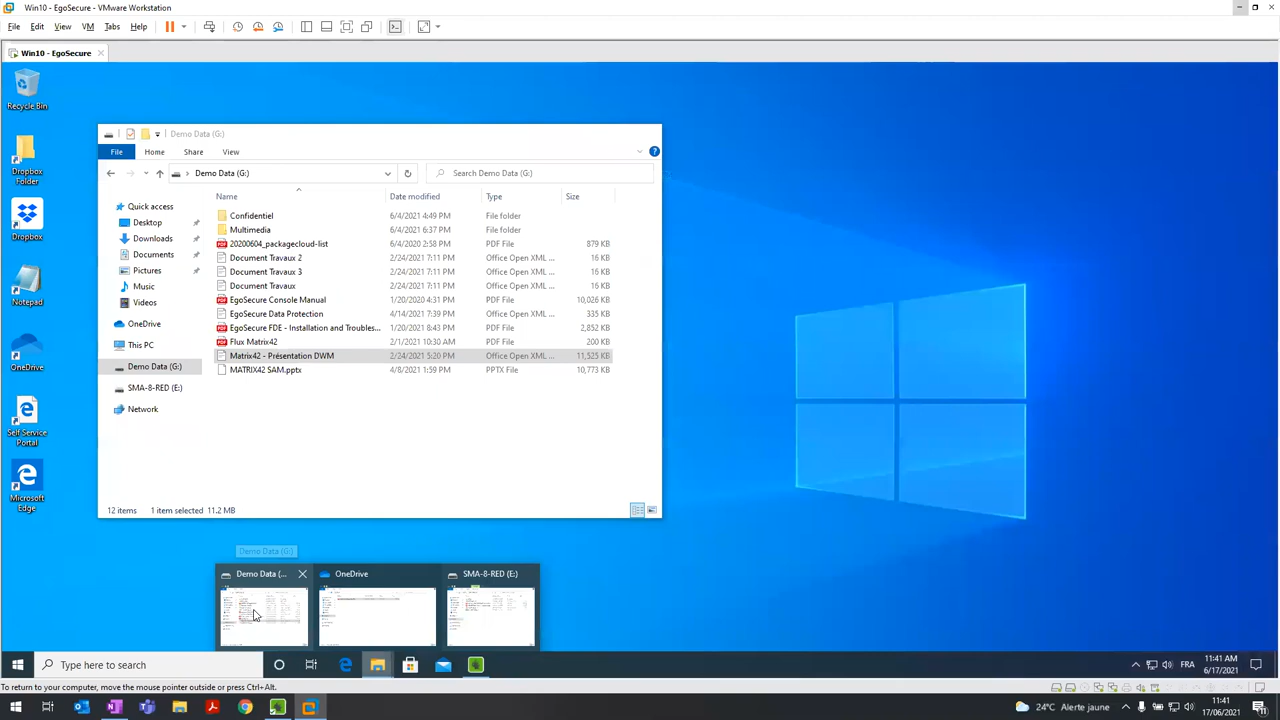 Win10 - EgoSecure - VMware Workstation
File Edit View VM Tabs Help
Win10 - EgoSecure
Recycle Bin
Dropbox Folder
Dropbox
Notepad
OneDrive
Self Service Portal
Microsoft Edge
Demo Data (G:)
File Home Share View
Demo Data (G:) Search Demo Data (G:)
Name Date modified Type Size
Quick access
Desktop
Downloads
Documents
Pictures
Music
Videos
OneDrive
This PC
Demo Data (G:)
SMA-8-RED (E:)
Network
Confidentiel 6/4/2021 4:49 PM File folder
Multimedia 6/4/2021 6:37 PM File folder
20200604_packagecloud-list 6/4/2020 2:58 PM PDF File 879 KB
Document Travaux 2 2/24/2021 7:11 PM Office Open XML ... 16 KB
Document Travaux 3 2/24/2021 7:11 PM Office Open XML ... 16 KB
Document Travaux 2/24/2021 7:11 PM Office Open XML ... 16 KB
EgoSecure Console Manual 1/20/2020 4:31 PM PDF File 10,026 KB
EgoSecure Data Protection 4/14/2021 7:39 PM Office Open XML ... 335 KB
EgoSecure FDE - Installation and Troubles... 1/20/2021 8:43 PM PDF File 2,852 KB
Flux Matrix42 2/1/2021 10:30 AM PDF File 200 KB
Matrix42 - Présentation DWM 2/24/2021 5:20 PM Office Open XML ... 11,525 KB
MATRIX42 SAM.pptx 4/8/2021 1:59 PM PPTX File 10,773 KB
12 items 1 item selected 11.2 MB
Demo Data (G:)
Demo Data (... OneDrive SMA-8-RED (E:)
Type here to search
FRA
11:41 AM
6/17/2021
To return to your computer, move the mouse pointer outside or press Ctrl+Alt.
24°C Alerte jaune
11:41
17/06/2021